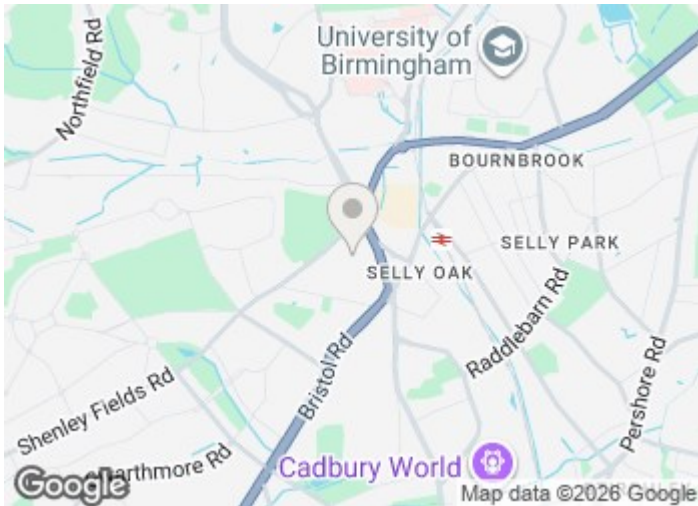 Northfield Rd
University of
Birmingham
BOURNBROOK
SELLY PARK
SELLY OAK
Raddlebarn Rd
Pershore Rd
Bristol Rd
Shenley Fields Rd
Cadbury World
Google
Map data ©2026 Google